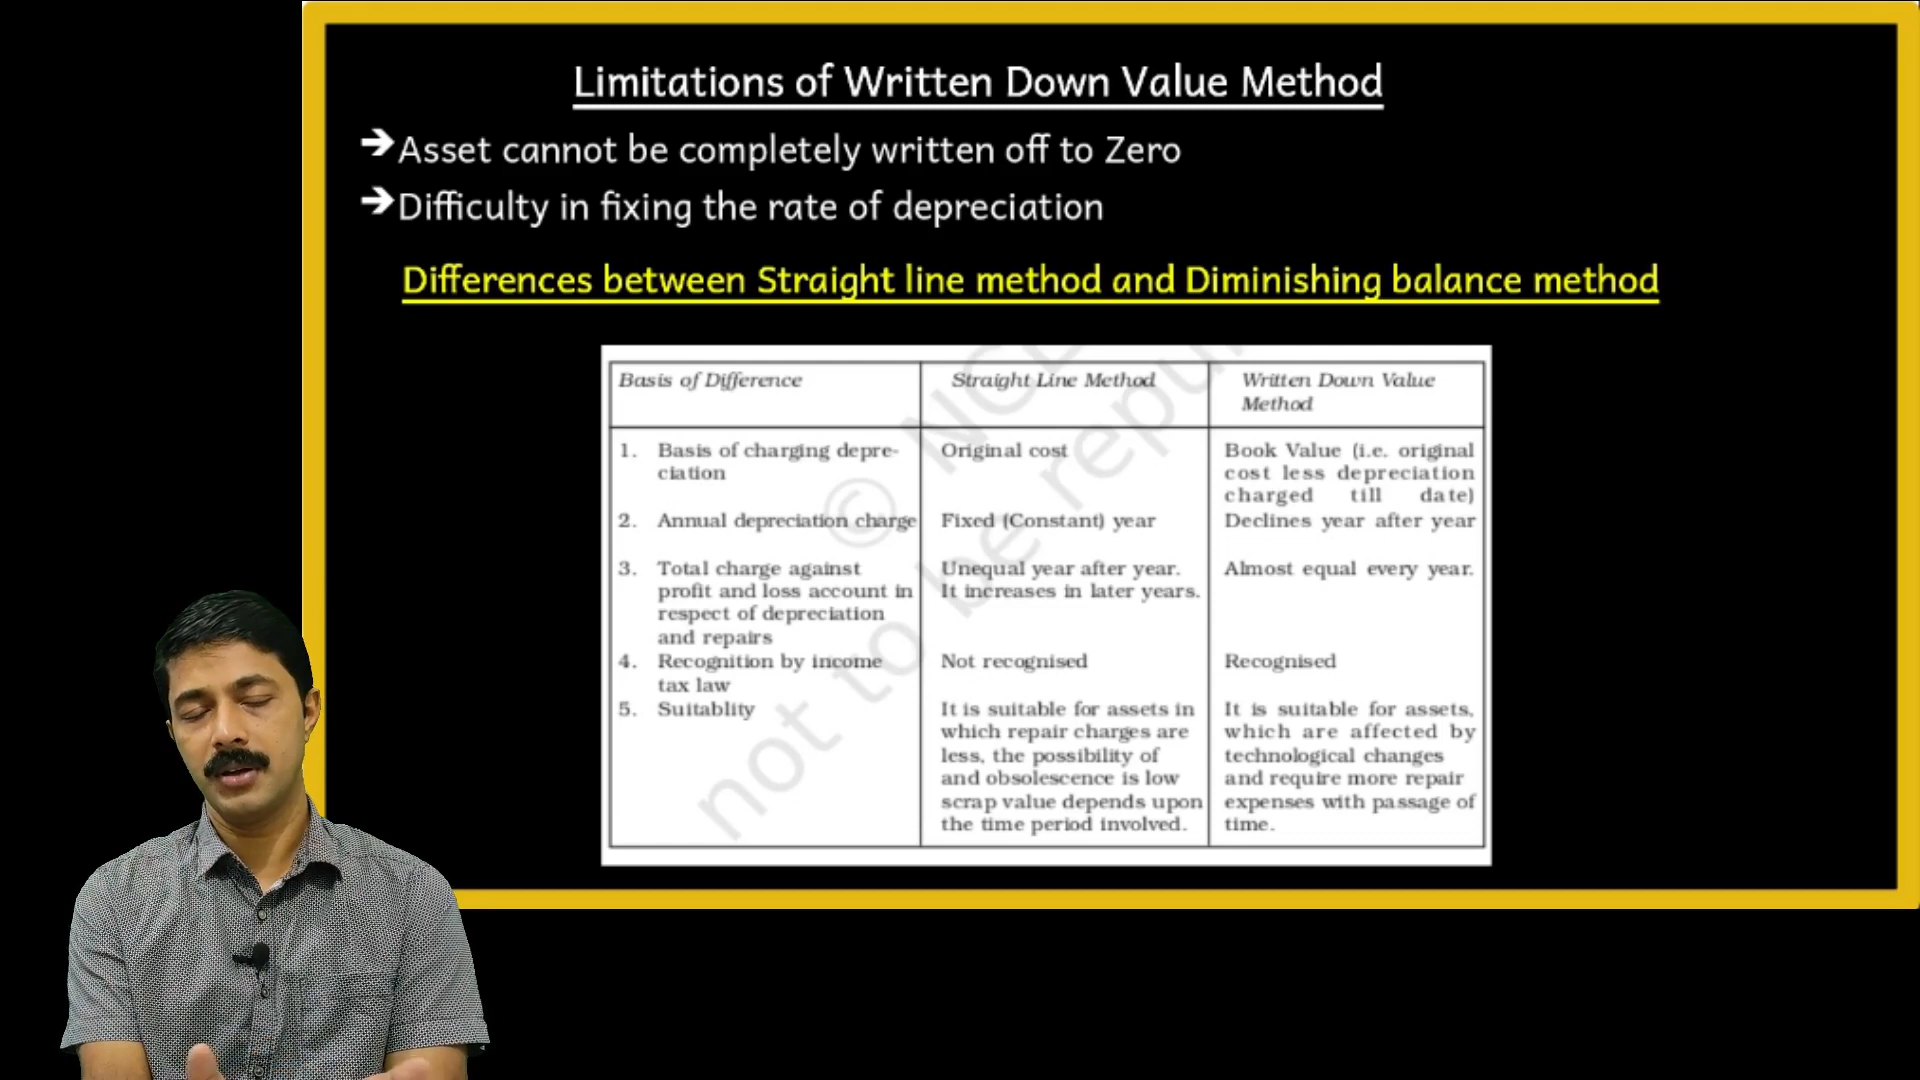 Limitations of Written Down Value Method
➔Asset cannot be completely written off to Zero
➔Difficulty in fixing the rate of depreciation
Differences between Straight line method and Diminishing balance method
Basis of Difference
Straight Line Method
Written Down Value
Method
1. Basis of charging depre-
ciation
Original cost
Book Value (i.e. original
cost less depreciation
charged till date)
2. Annual depreciation charge
Fixed (Constant) year
Declines year after year
3. Total charge against
profit and loss account in
respect of depreciation
and repairs
Unequal year after year.
It increases in later years.
Almost equal every year.
4. Recognition by income
tax law
Not recognised
Recognised
5. Suitablity
It is suitable for assets in
which repair charges are
less, the possibility of
and obsolescence is low
scrap value depends upon
the time period involved.
It is suitable for assets,
which are affected by
technological changes
and require more repair
expenses with passage of
time.
©
not to be